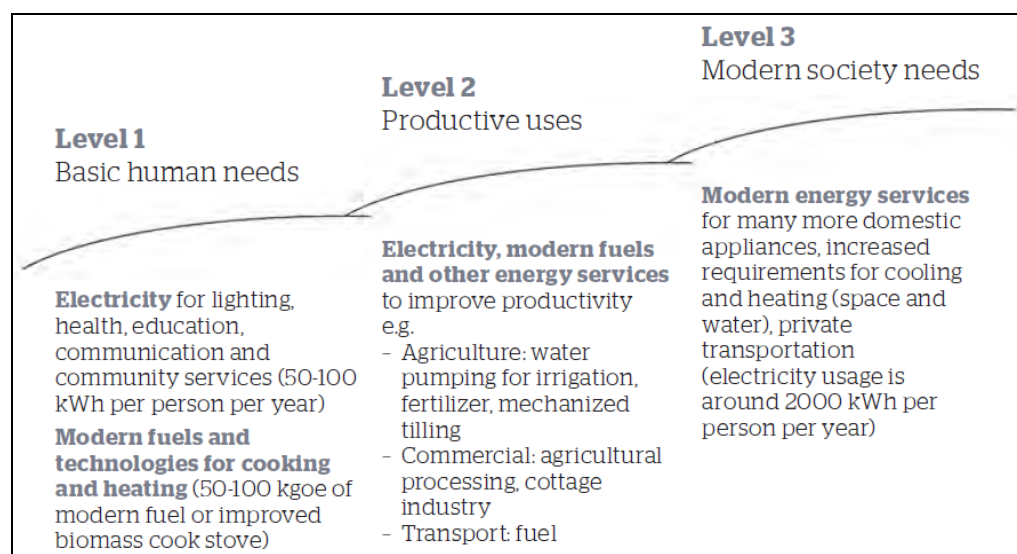 Level 1
Basic human needs
Electricity for lighting,
health, education,
communication and
community services (50-100
kWh per person per year)
Modern fuels and
technologies for cooking
and heating (50-100 kgoe of
modern fuel or improved
biomass cook stove)
Level 2
Productive uses
Electricity, modern fuels
and other energy services
to improve productivity
e.g.
- Agriculture: water
pumping for irrigation,
fertilizer, mechanized
tilling
- Commercial: agricultural
processing, cottage
industry
- Transport: fuel
Level 3
Modern society needs
Modern energy services
for many more domestic
appliances, increased
requirements for cooling
and heating (space and
water), private
transportation
(electricity usage is
around 2000 kWh per
person per year)